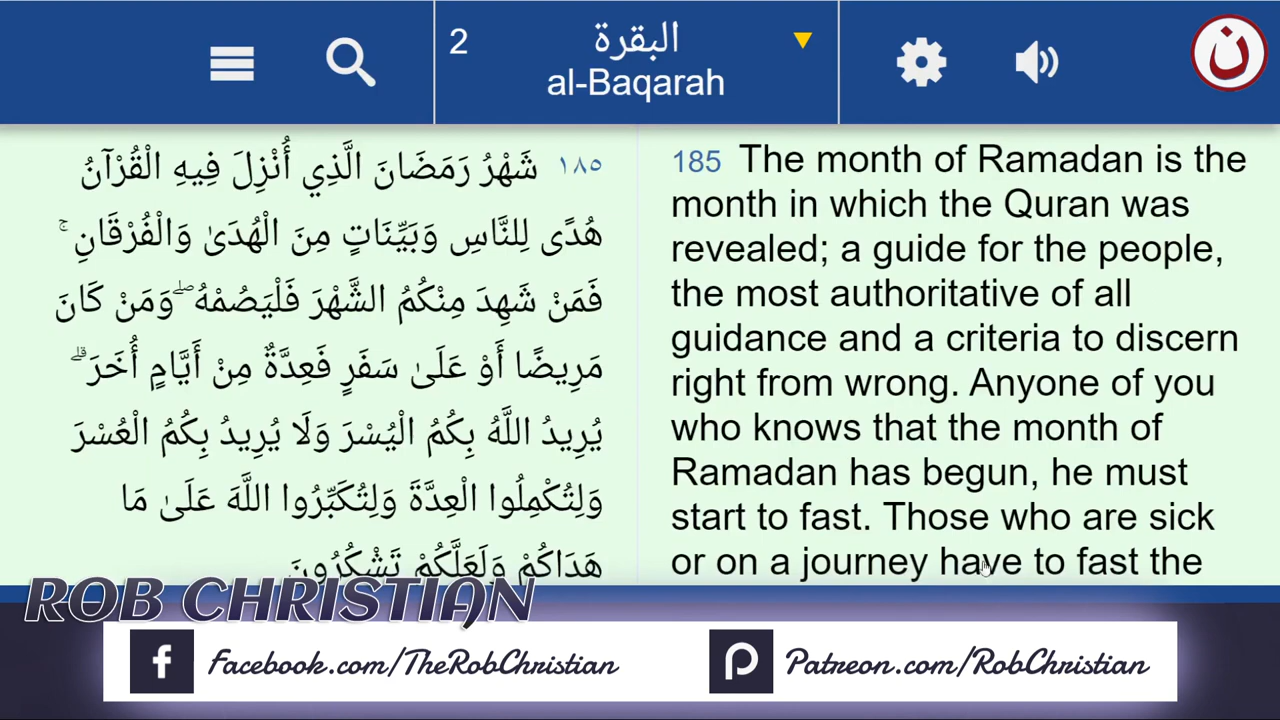 2
البقرة
al-Baqarah
ن
١٨٥ شَهْرُ رَمَضَانَ الَّذِي أُنْزِلَ فِيهِ الْقُرْآنُ
هُدًى لِلنَّاسِ وَبَيِّنَاتٍ مِنَ الْهُدَىٰ وَالْفُرْقَانِ ۚ
فَمَنْ شَهِدَ مِنْكُمُ الشَّهْرَ فَلْيَصُمْهُ ۖ وَمَنْ كَانَ
مَرِيضًا أَوْ عَلَىٰ سَفَرٍ فَعِدَّةٌ مِنْ أَيَّامٍ أُخَرَ ۗ
يُرِيدُ اللَّهُ بِكُمُ الْيُسْرَ وَلَا يُرِيدُ بِكُمُ الْعُسْرَ
وَلِتُكْمِلُوا الْعِدَّةَ وَلِتُكَبِّرُوا اللَّهَ عَلَىٰ مَا
هَدَاكُمْ وَلَعَلَّكُمْ تَشْكُرُونَ
185 The month of Ramadan is the
month in which the Quran was
revealed; a guide for the people,
the most authoritative of all
guidance and a criteria to discern
right from wrong. Anyone of you
who knows that the month of
Ramadan has begun, he must
start to fast. Those who are sick
or on a journey have to fast the
ROB CHRISTIAN
Facebook.com/TheRobChristian
Patreon.com/RobChristian